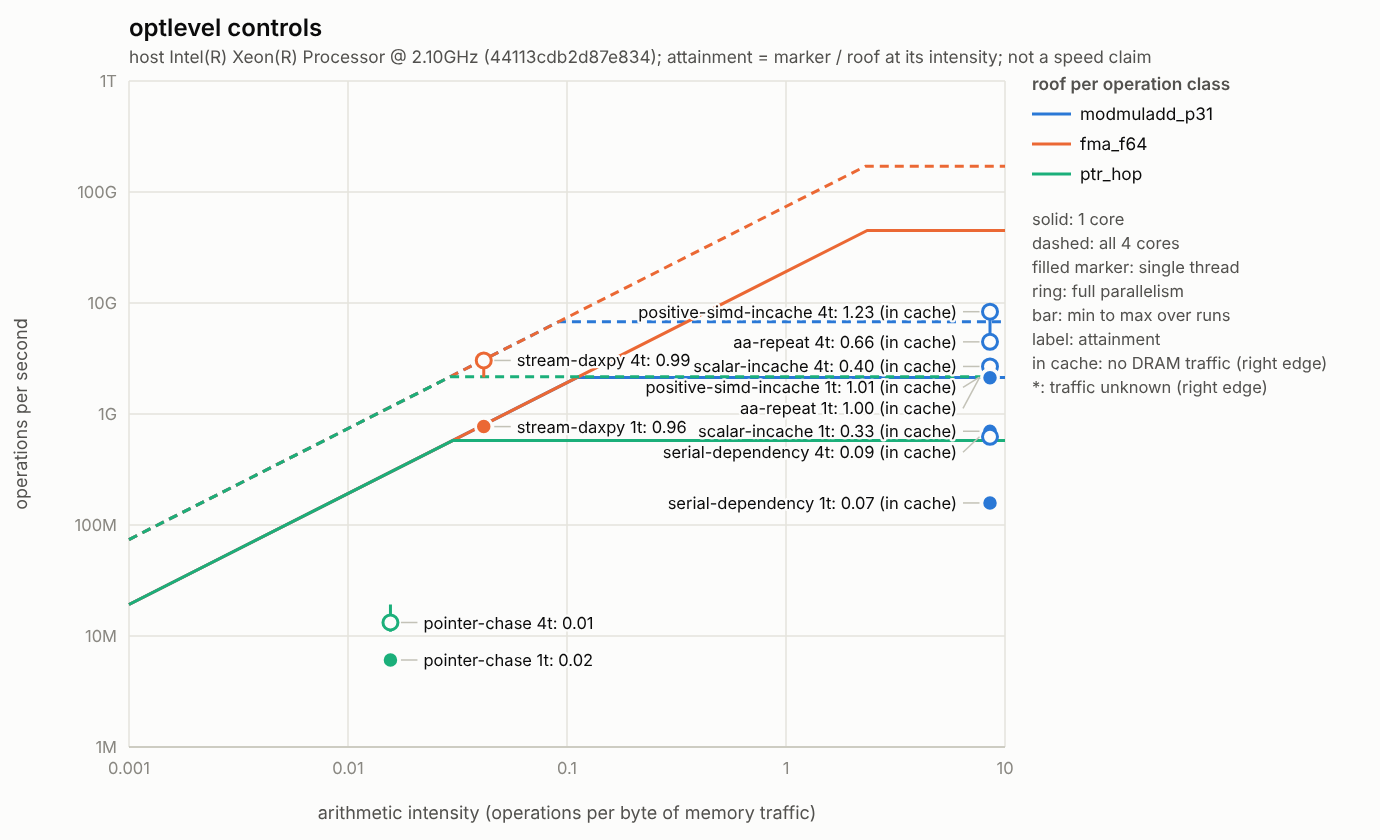 optlevel controls
host Intel(R) Xeon(R) Processor @ 2.10GHz (44113cdb2d87e834); attainment = marker / roof at its intensity; not a speed claim
roof per operation class
modmuladd_p31
fma_f64
ptr_hop
solid: 1 core
dashed: all 4 cores
filled marker: single thread
ring: full parallelism
bar: min to max over runs
label: attainment
in cache: no DRAM traffic (right edge)
*: traffic unknown (right edge)
operations per second
1T
100G
10G
1G
100M
10M
1M
positive-simd-incache 4t: 1.23 (in cache)
aa-repeat 4t: 0.66 (in cache)
stream-daxpy 4t: 0.99
scalar-incache 4t: 0.40 (in cache)
positive-simd-incache 1t: 1.01 (in cache)
aa-repeat 1t: 1.00 (in cache)
stream-daxpy 1t: 0.96
scalar-incache 1t: 0.33 (in cache)
serial-dependency 4t: 0.09 (in cache)
serial-dependency 1t: 0.07 (in cache)
pointer-chase 4t: 0.01
pointer-chase 1t: 0.02
0.001
0.01
0.1
1
10
arithmetic intensity (operations per byte of memory traffic)